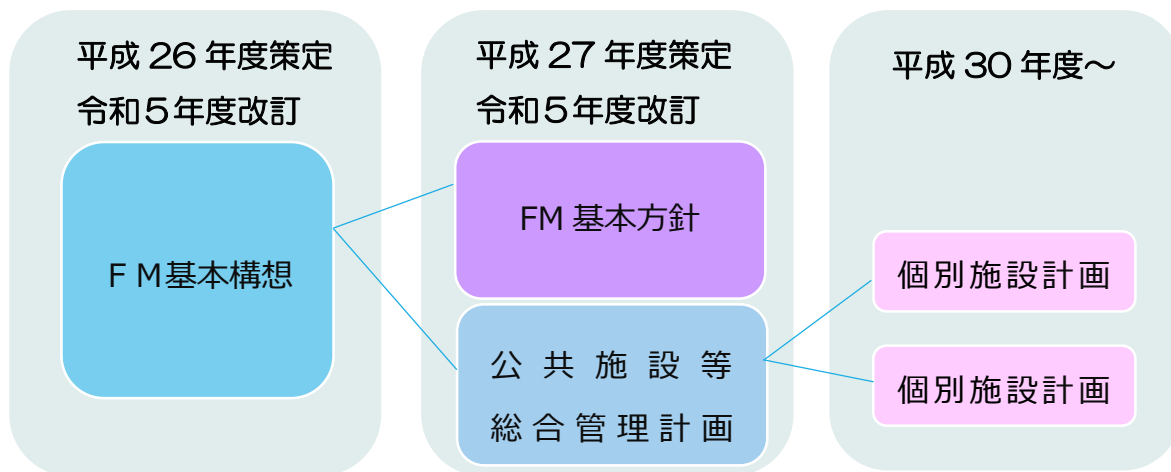 平成 26 年度策定
令和５年度改訂
ＦＭ基本構想
平成 27 年度策定
令和５年度改訂
FM 基本方針
公共施設等
総合管理計画
平成 30 年度～
個別施設計画
個別施設計画